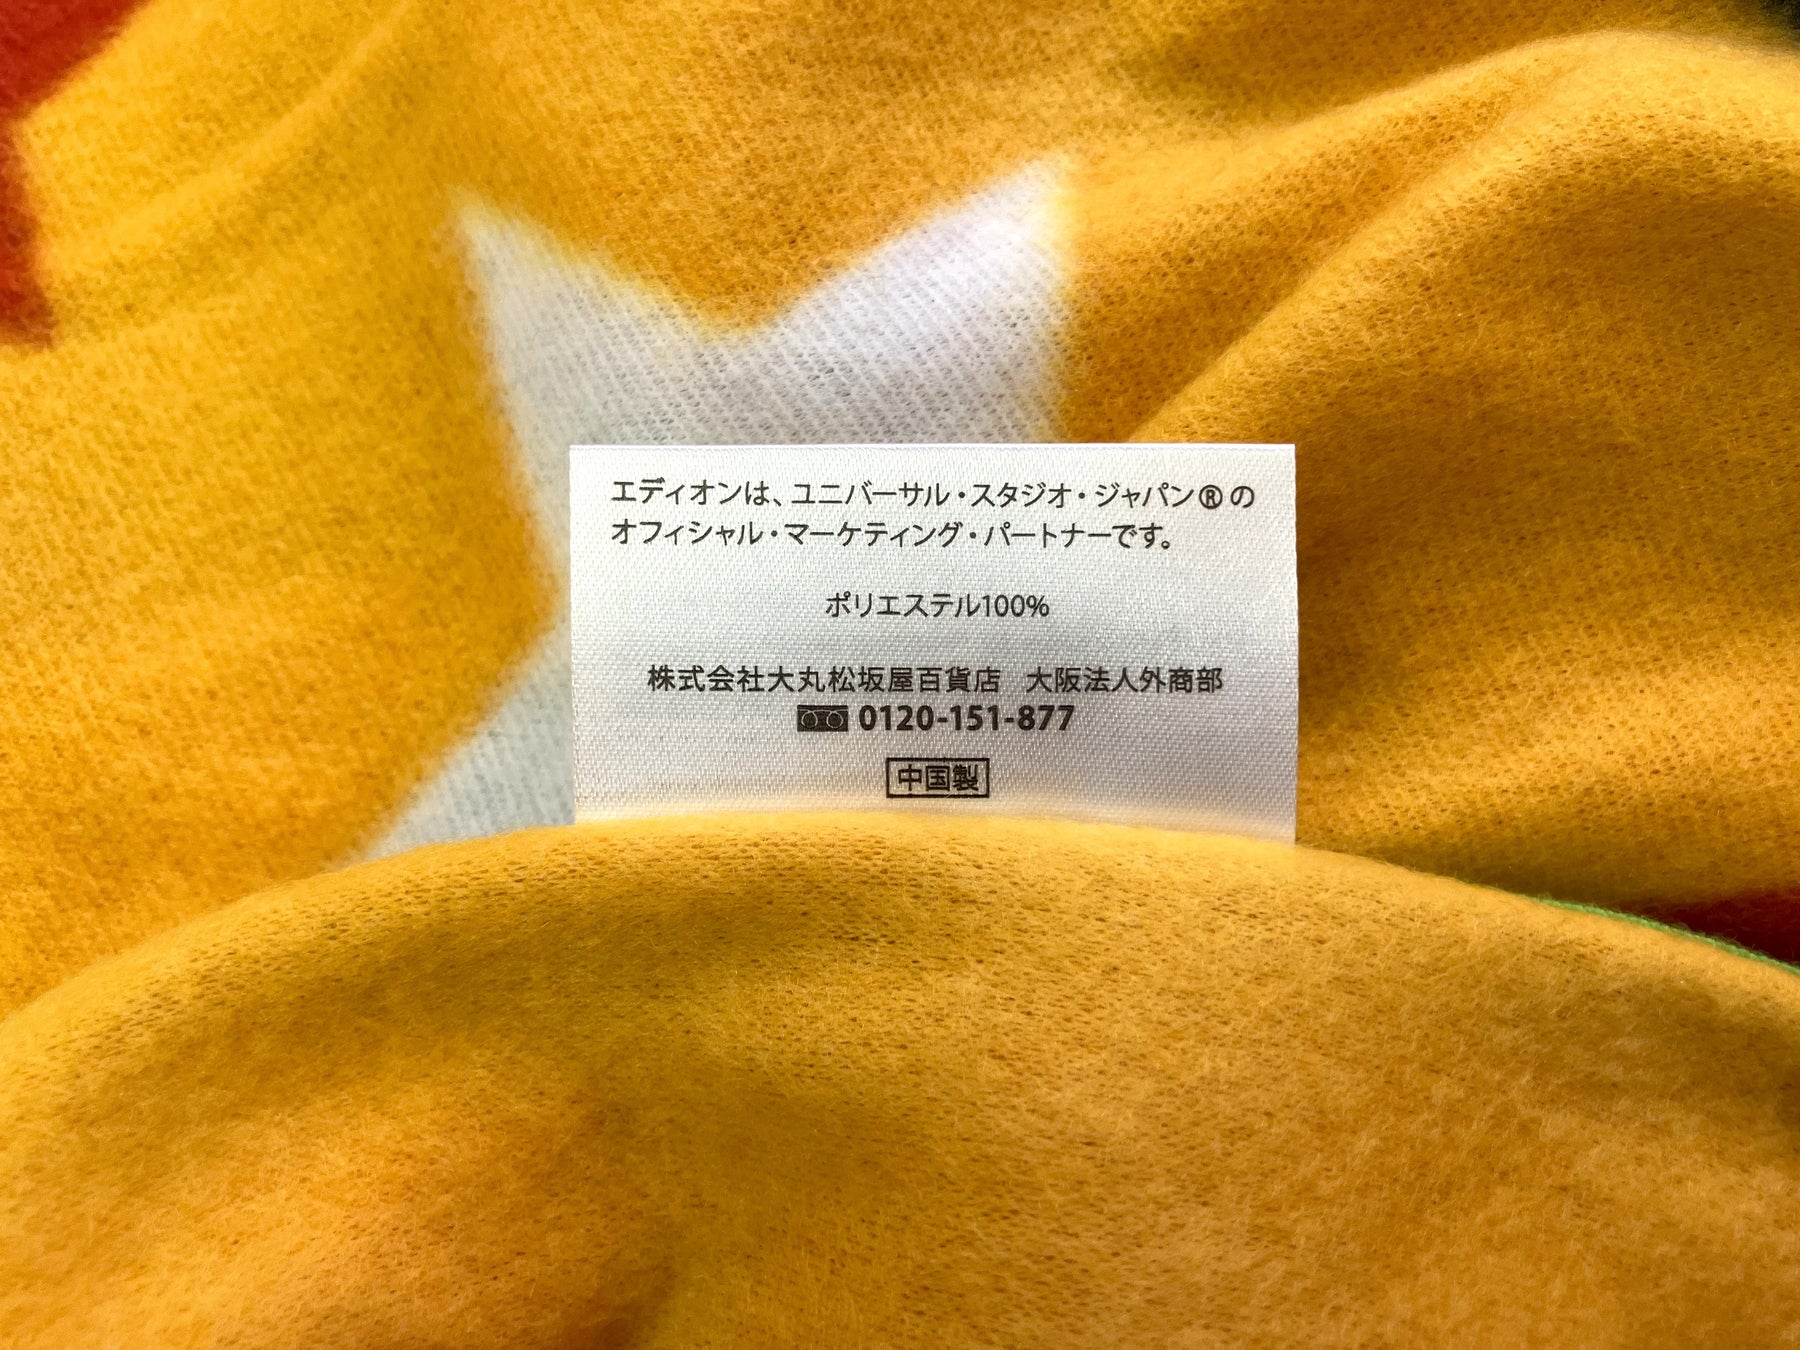 エディオンは、ユニバーサル・スタジオ・ジャパン®の
オフィシャル・マーケティング・パートナーです。
ポリエステル100%
株式会社大丸松坂屋百貨店 大阪法人外商部
0120-151-877
中国製